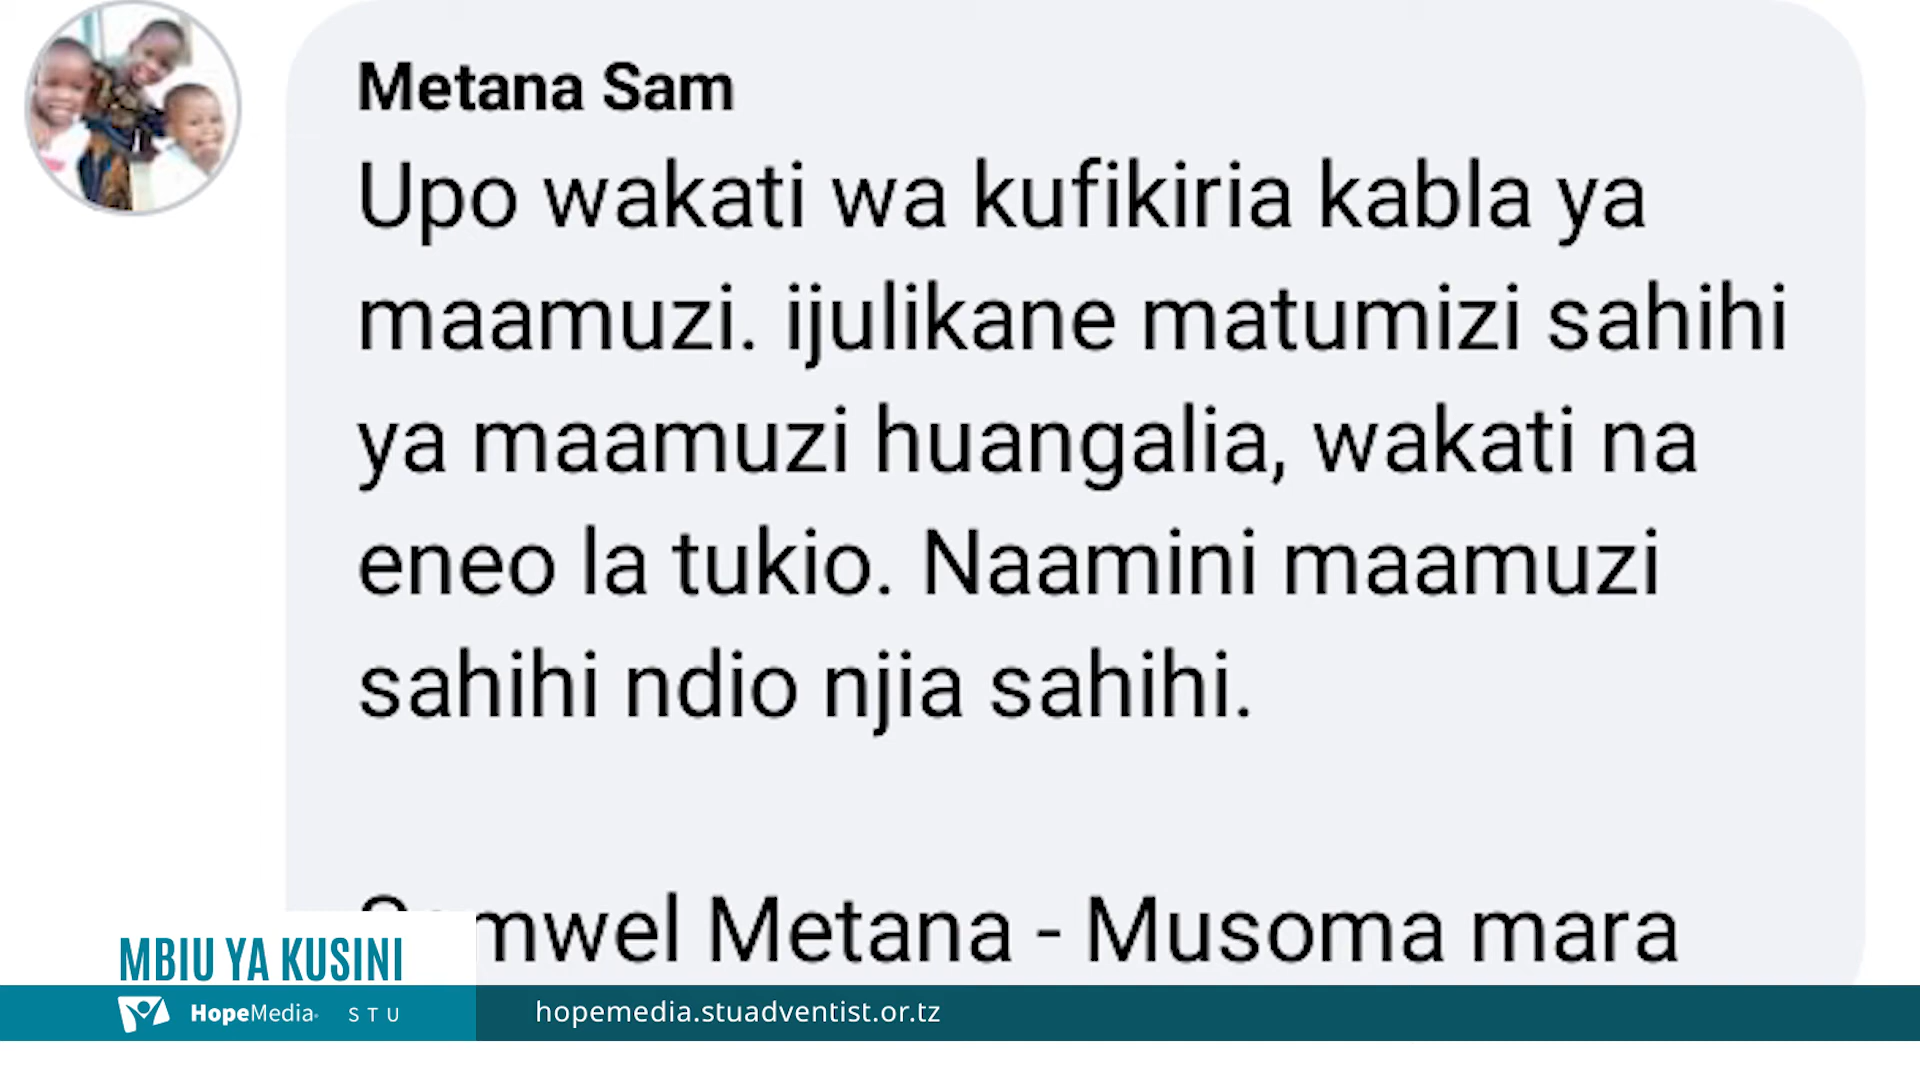 Metana Sam
Upo wakati wa kufikiria kabla ya
maamuzi. ijulikane matumizi sahihi
ya maamuzi huangalia, wakati na
eneo la tukio. Naamini maamuzi
sahihi ndio njia sahihi.
Samwel Metana - Musoma mara
MBIU YA KUSINI
HopeMedia STU
hopemedia.stuadventist.or.tz